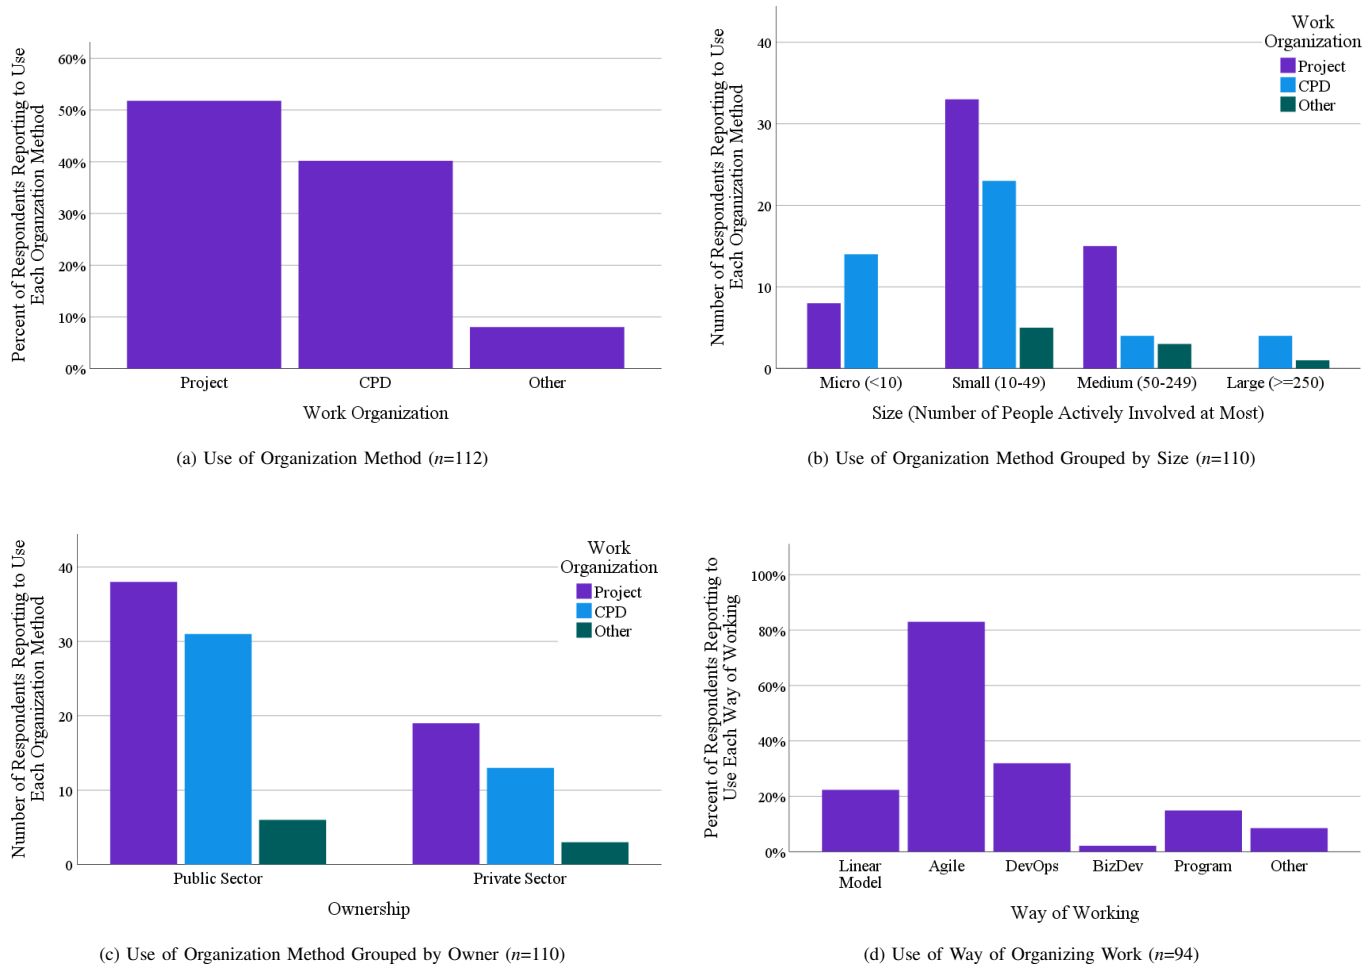 Percent of Respondents Reporting to Use
Each Organzation Method
60%
50%
40%
30%
20%
10%
0%
Project
CPD
Other
Work Organization
(a) Use of Organization Method (n=112)
Number of Respondents Reporting to Use
Each Organization Method
40
30
20
10
0
Work
Organization
Project
CPD
Other
Micro (<10)
Small (10-49)
Medium (50-249)
Large (>=250)
Size (Number of People Actively Involved at Most)
(b) Use of Organization Method Grouped by Size (n=110)
Number of Respondents Reporting to Use
Each Organization Method
40
30
20
10
0
Work
Organization
Project
CPD
Other
Public Sector
Private Sector
Ownership
(c) Use of Organization Method Grouped by Owner (n=110)
Percent of Respondents Reporting to
Use Each Way of Working
100%
80%
60%
40%
20%
0%
Linear
Model
Agile
DevOps
BizDev
Program
Other
Way of Working
(d) Use of Way of Organizing Work (n=94)